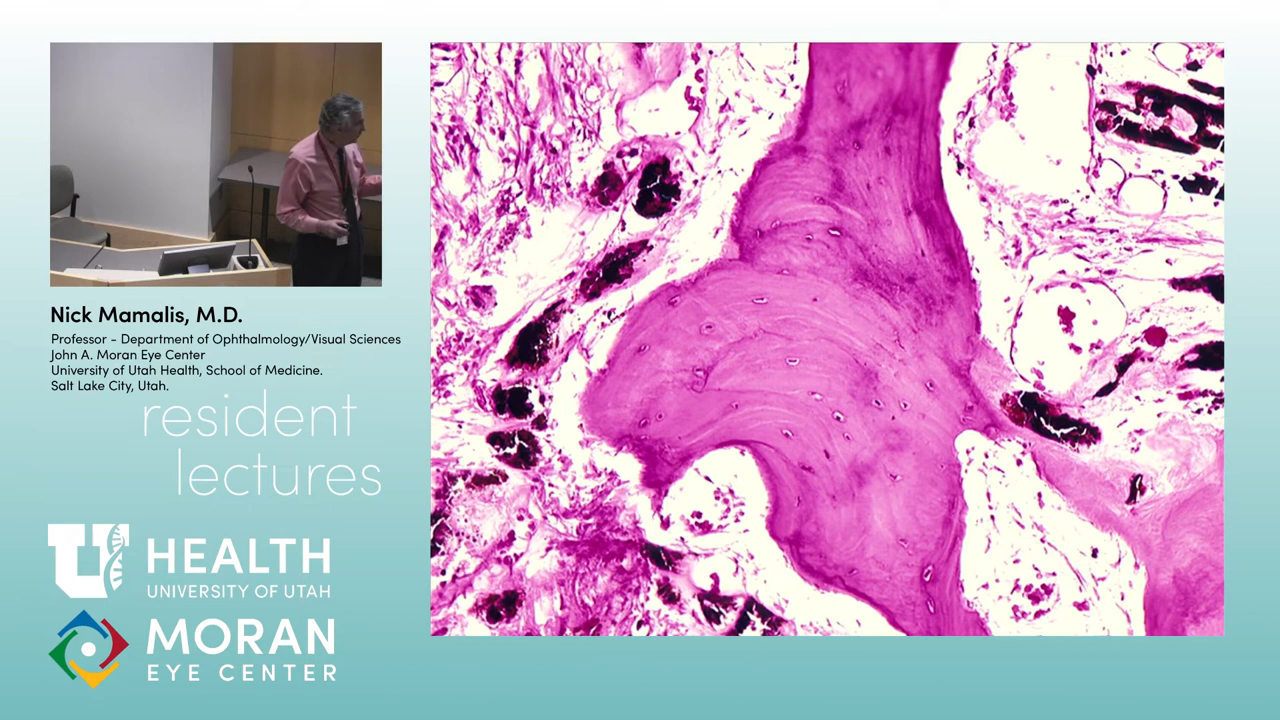 Nick Mamalis, M.D.
Professor - Department of Ophthalmology/Visual Sciences
John A. Moran Eye Center
University of Utah Health, School of Medicine.
Salt Lake City, Utah.
resident
lectures
U HEALTH
UNIVERSITY OF UTAH
MORAN
EYE CENTER